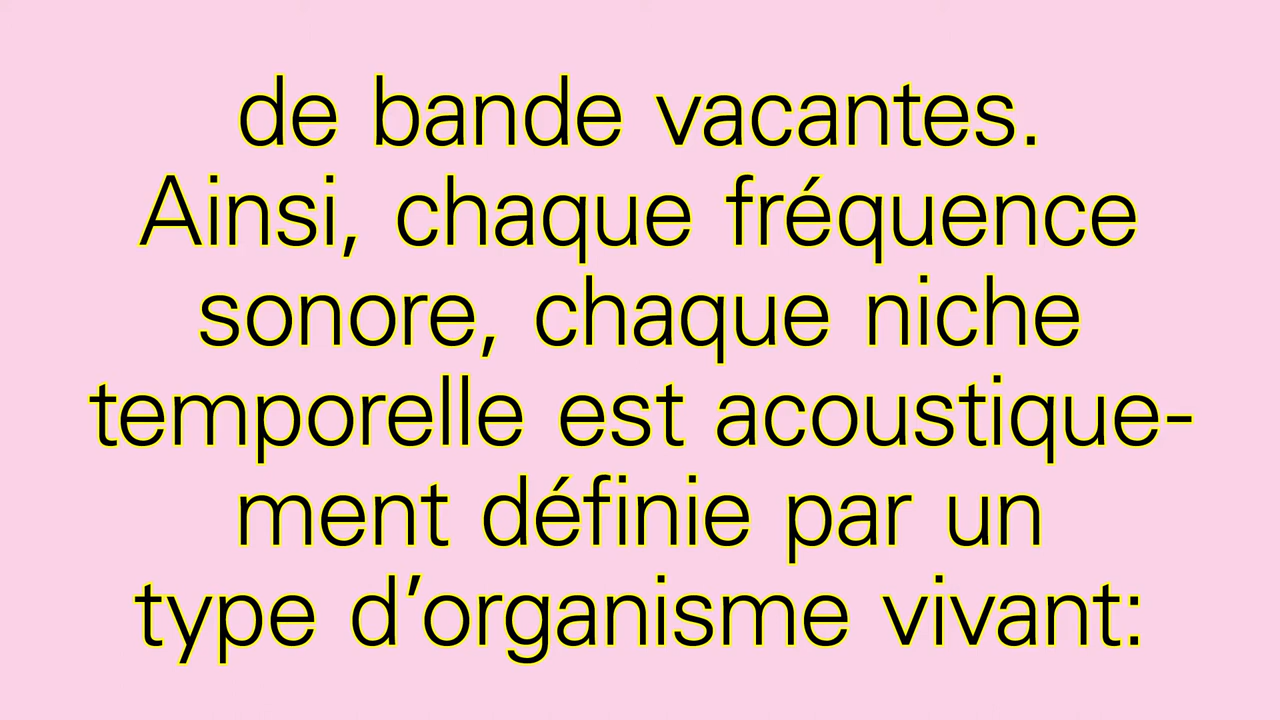 de bande vacantes.
Ainsi, chaque fréquence
sonore, chaque niche
temporelle est acoustique-
ment définie par un
type d’organisme vivant: